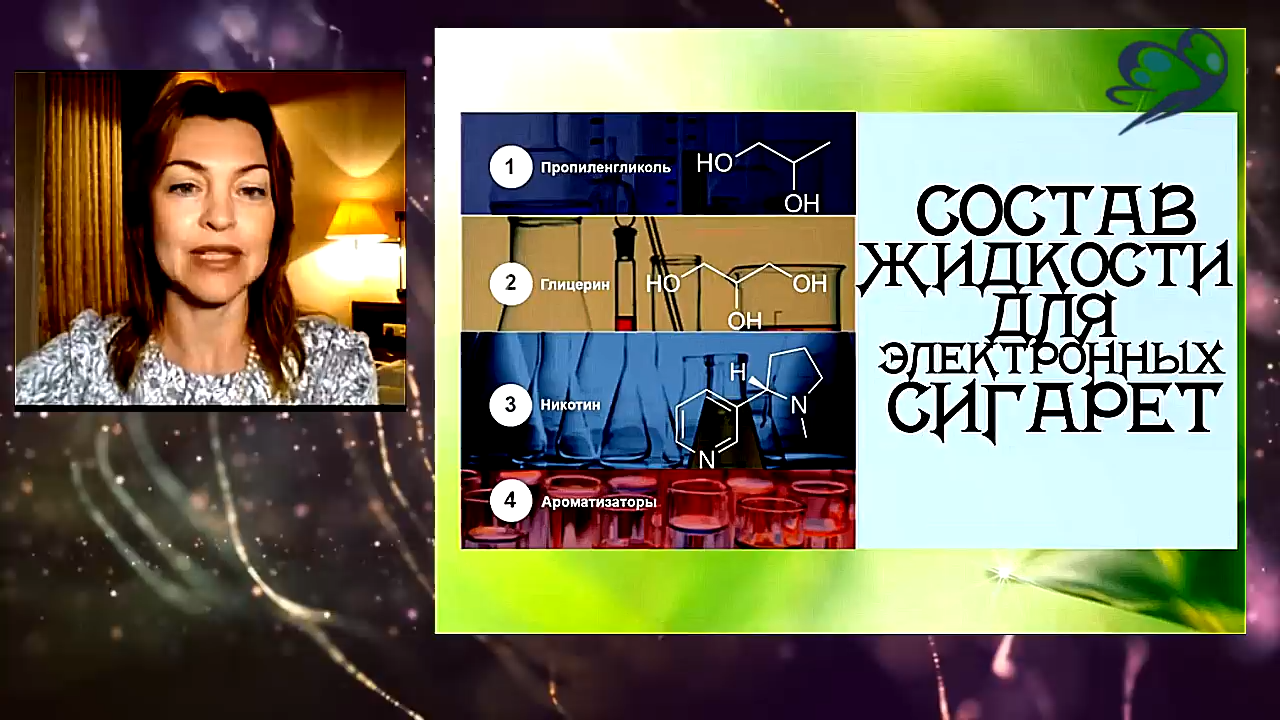 1 Пропиленгликоль HO
OH
2 Глицерин HO OH
OH
3 Никотин H N
N
4 Ароматизаторы
СОСТАВ
ЖИДКОСТИ
ДЛЯ
ЭЛЕКТРОННЫХ
СИГАРЕТ